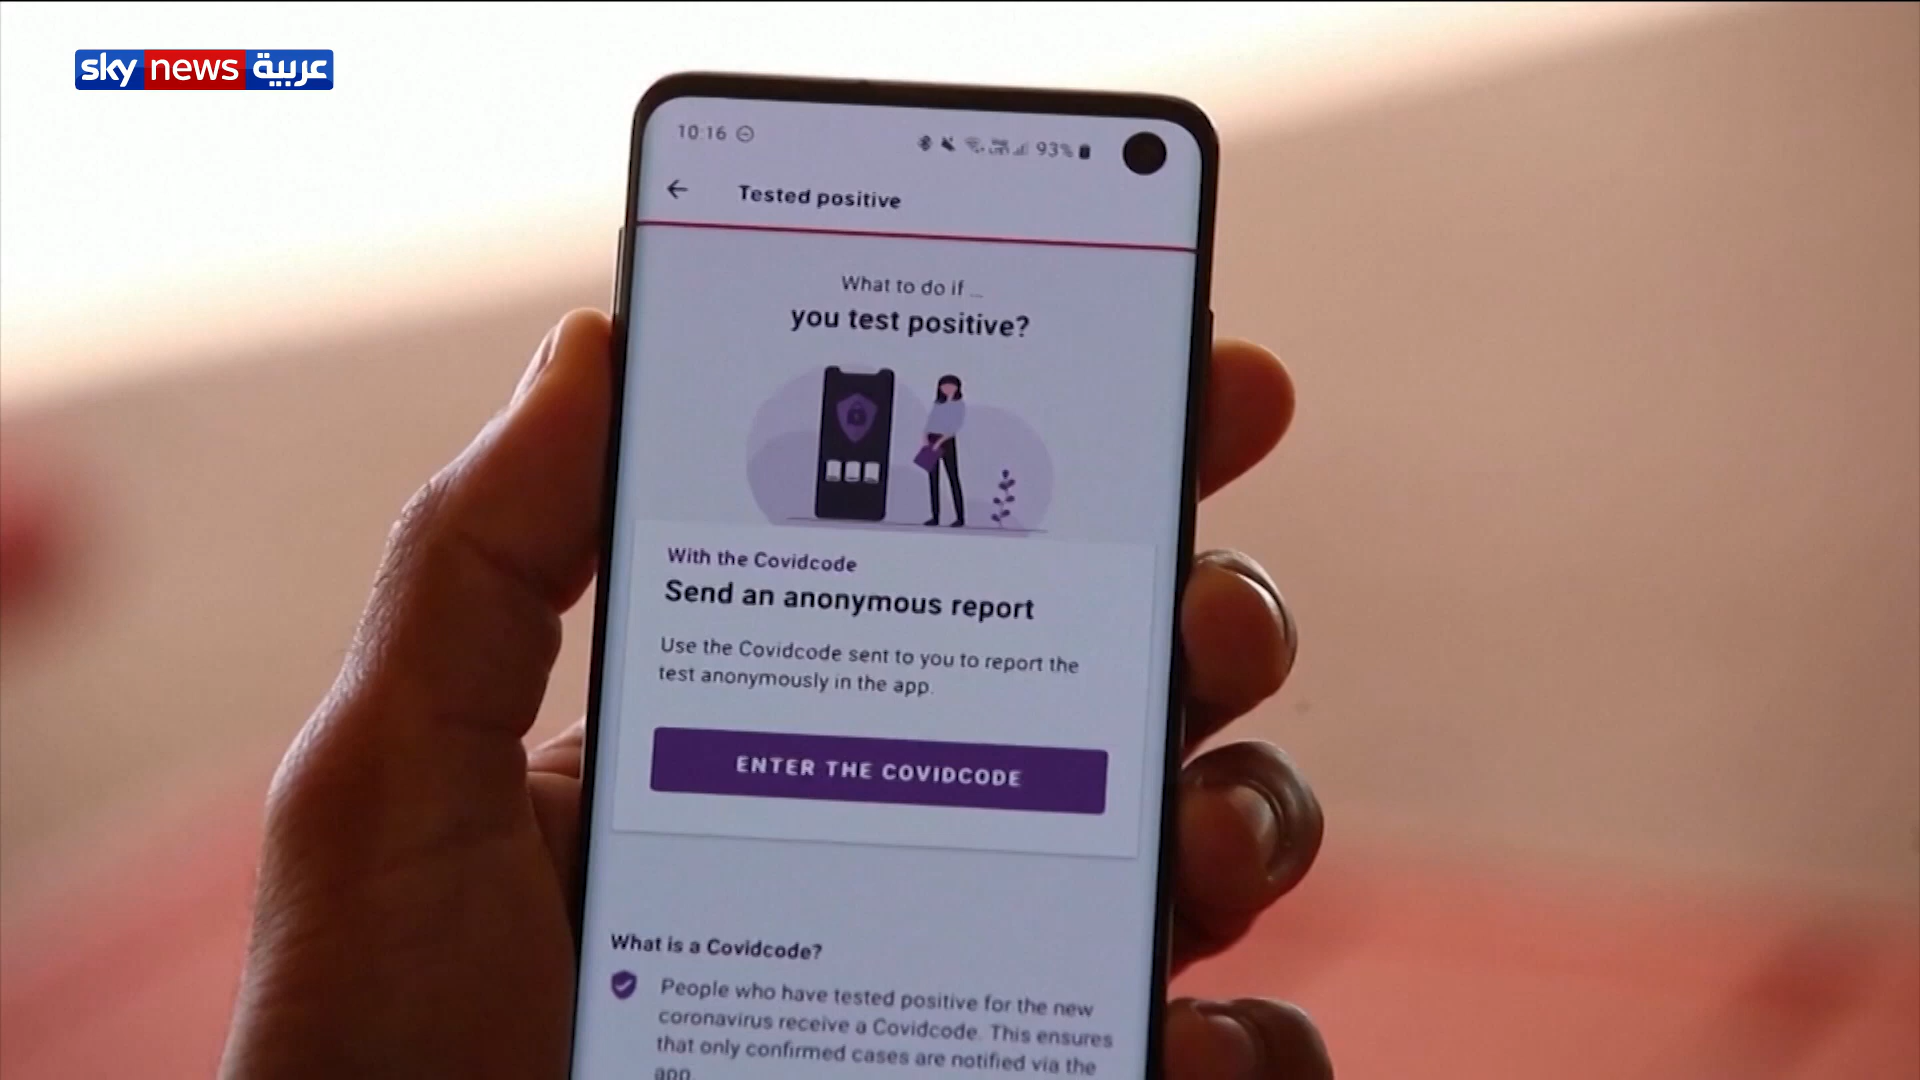 sky news عربية
10:16
93%
Tested positive
What to do if ...
you test positive?
With the Covidcode
Send an anonymous report
Use the Covidcode sent to you to report the
test anonymously in the app.
ENTER THE COVIDCODE
What is a Covidcode?
People who have tested positive for the new
coronavirus receive a Covidcode. This ensures
that only confirmed cases are notified via the
app.